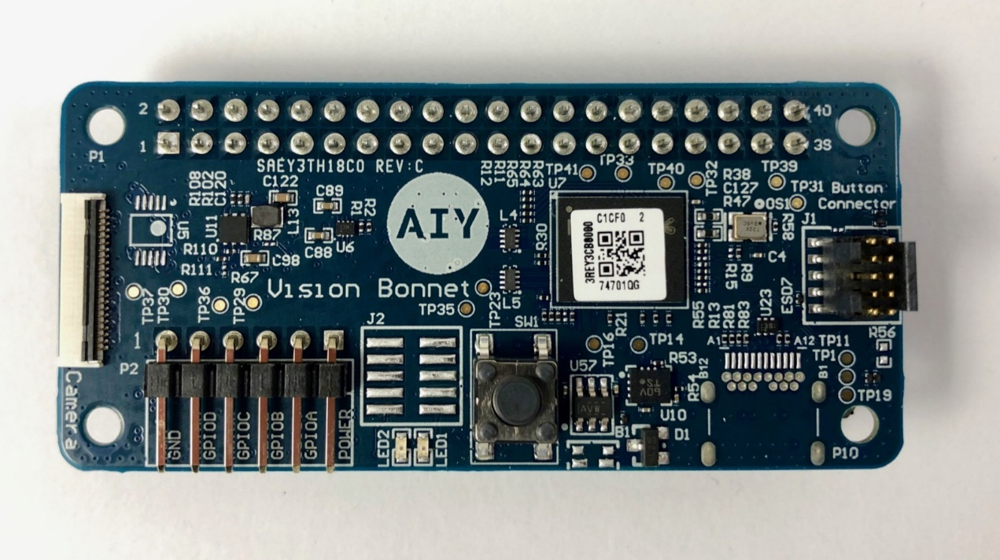 2
40
1
39
P1
SAEY3TH18C0 REV:C
R12
R11
R65
R64
R63
TP41
TP33
TP40
TP32
R38
C127
R47
TP39
TP31
Button
Connector
OS1
J1
R108
R102
C120
C122
L13
C89
R1
R2
AIY
U7
L4
R30
C1CF0 2
3REY3CB0000
74701QG
R58
C4
U5
U11
R87
R110
R111
C98
R67
C88
U6
Vision Bonnet
L5
R15
R9
ESD7
TP37
TP30
TP36
TP29
TP35
TP23
SW1
R21
R55
R13
R81
R83
U23
A1
A12
TP11
R56
J2
1
P2
TP16
TP14
U57
R53
B12
B1
TP1
TP19
Camera
GND
GPIOD
GPIOC
GPIOB
GPIOA
POWER
LED2
LED1
AVW
60V
TS
R54
U10
B1
D1
P10